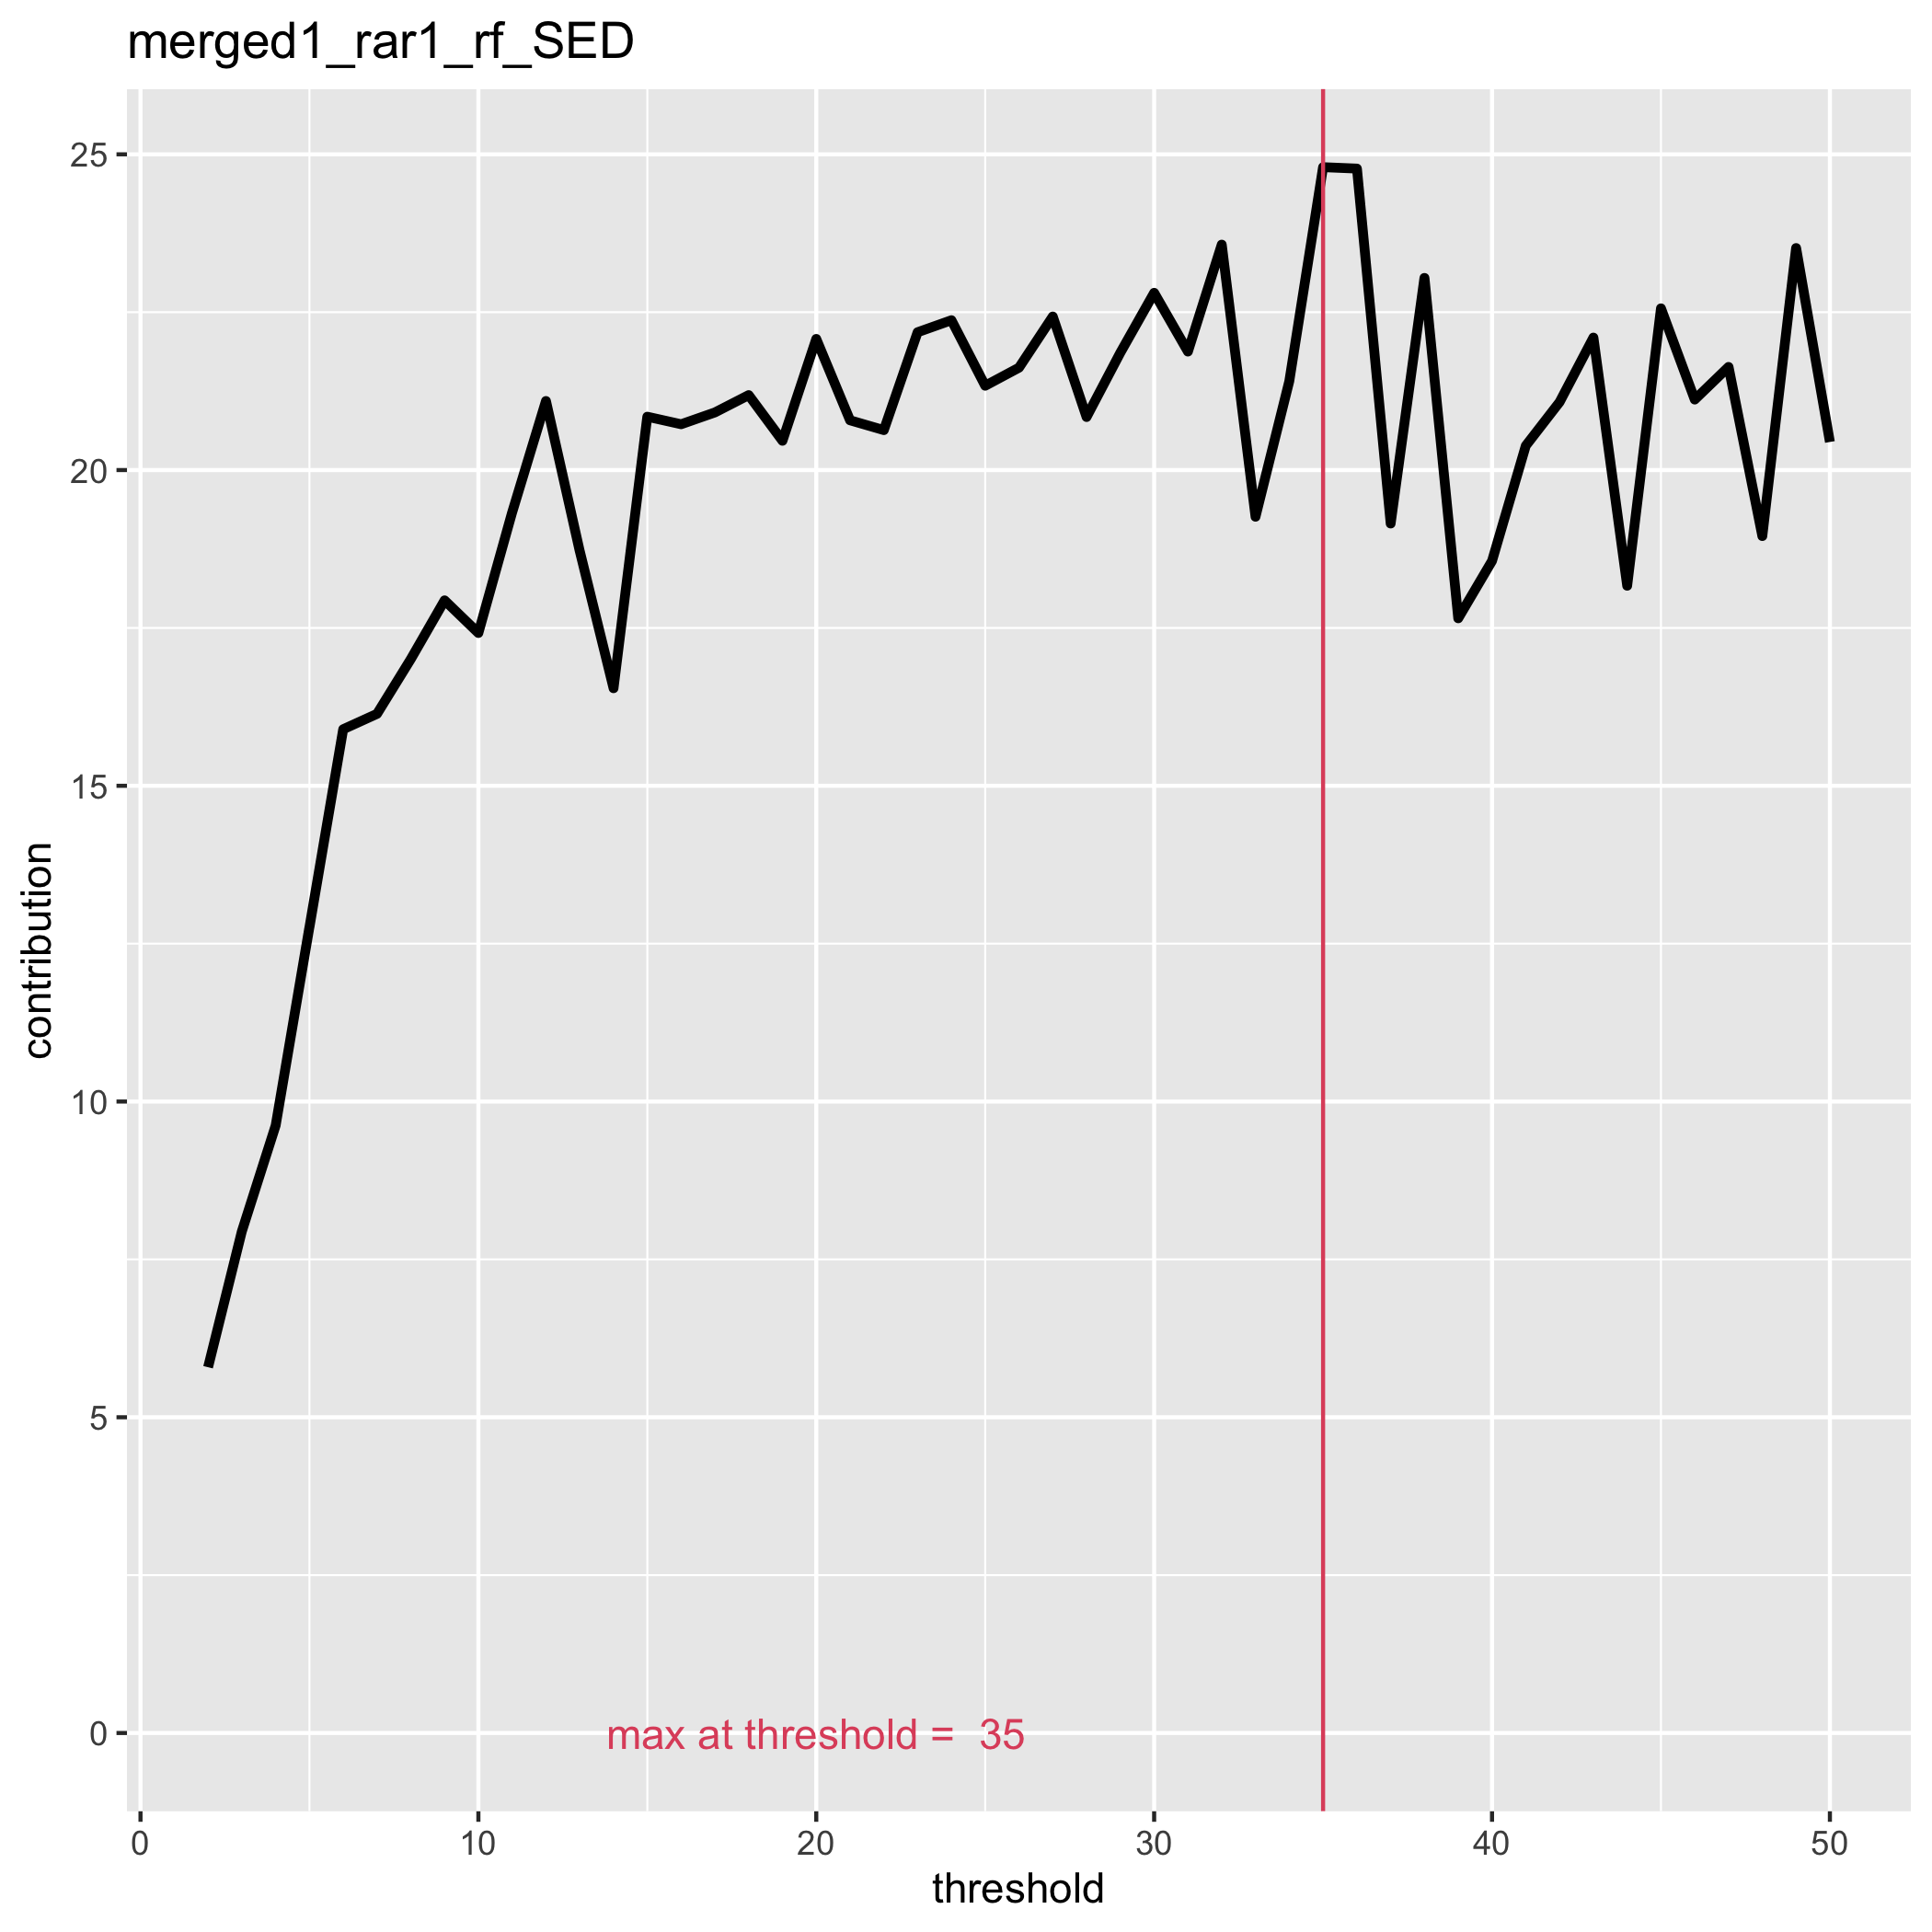 merged1_rar1_rf_SED
25
20
15
10
5
0
contribution
max at threshold =  35
0 10 20 30 40 50
threshold